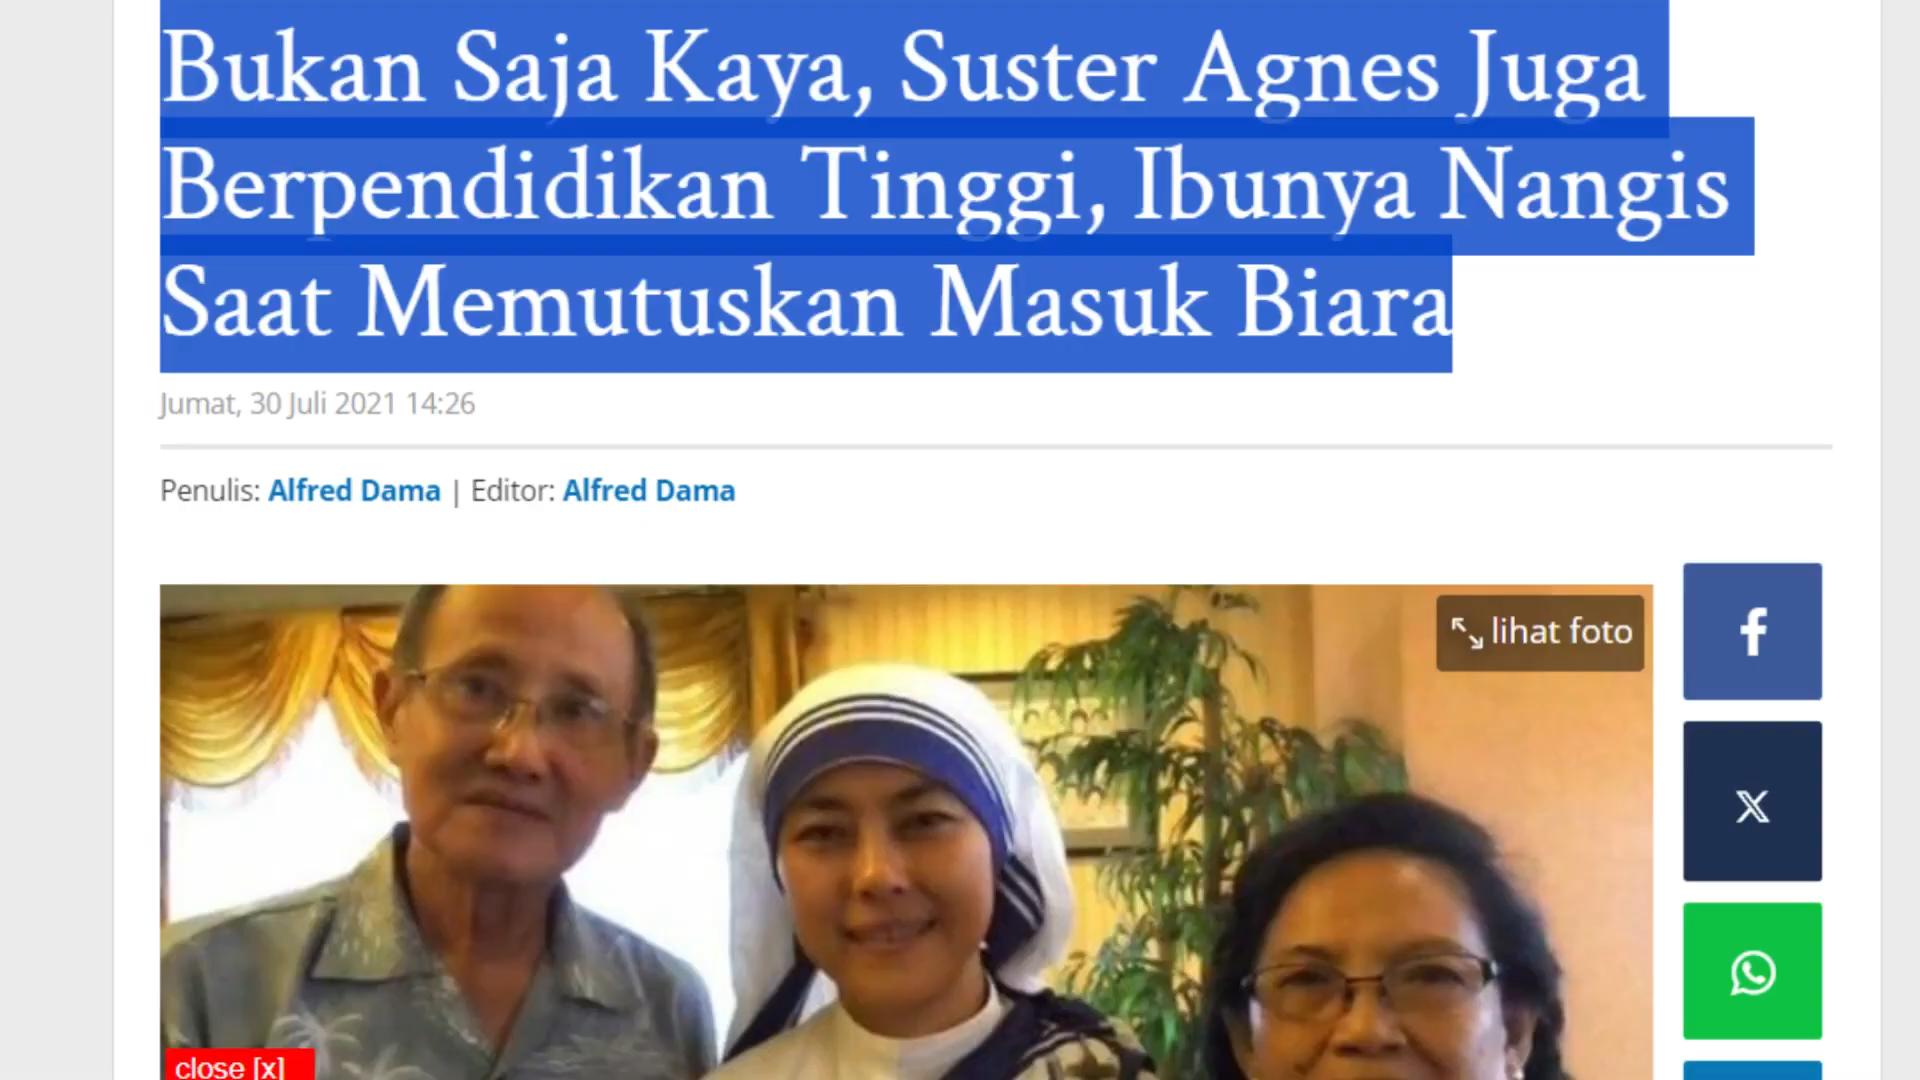 Bukan Saja Kaya, Suster Agnes Juga
Berpendidikan Tinggi, Ibunya Nangis
Saat Memutuskan Masuk Biara
Jumat, 30 Juli 2021 14:26
Penulis: Alfred Dama | Editor: Alfred Dama
lihat foto
close [x]